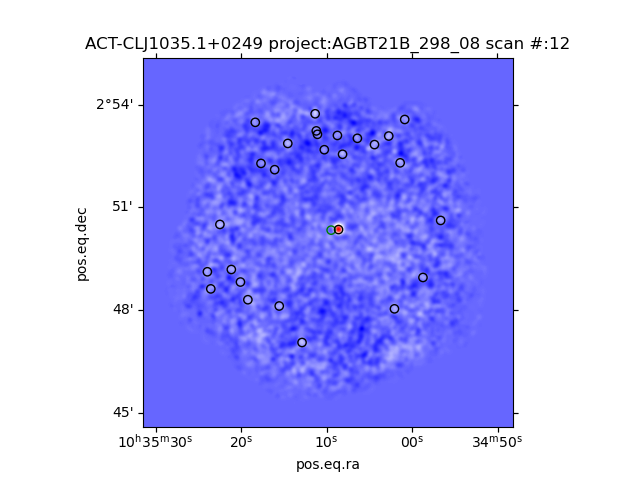 ACT-CLJ1035.1+0249 project:AGBT21B_298_08 scan #:12
2°54'
51'
48'
45'
pos.eq.dec
10ʰ35ᵐ30ˢ 20ˢ 10ˢ 00ˢ 34ᵐ50ˢ
pos.eq.ra